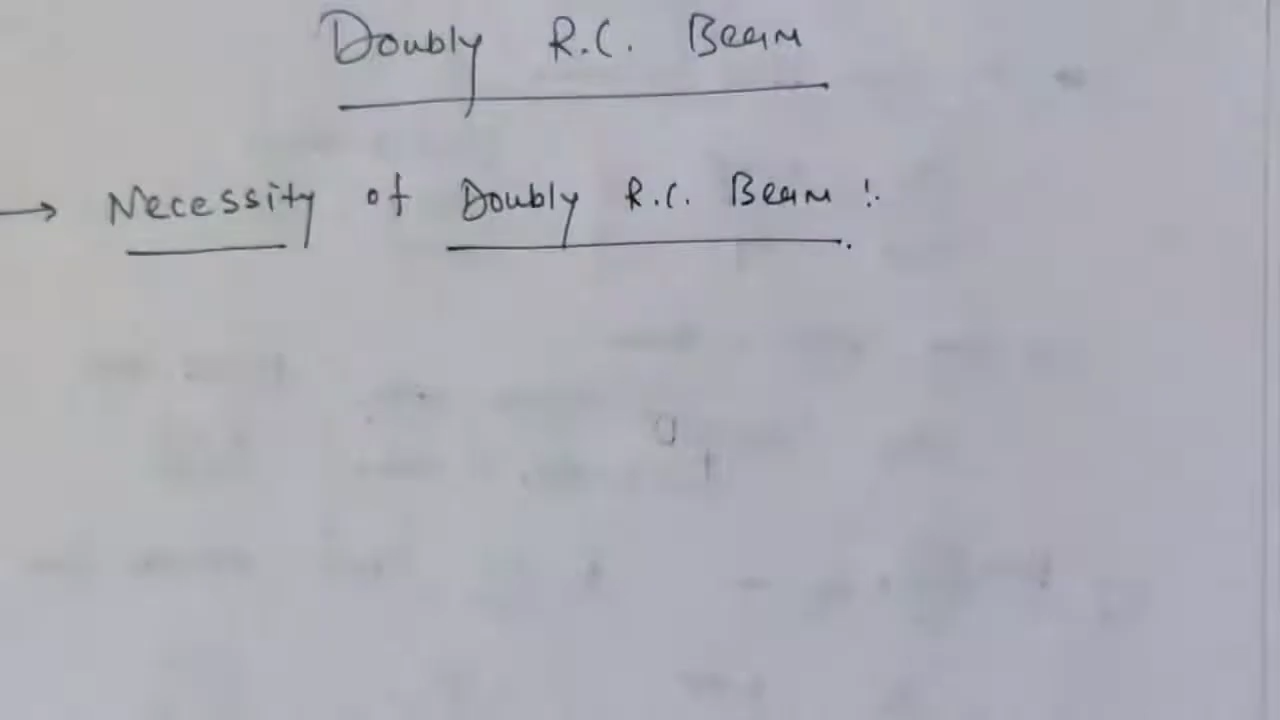 Doubly R.C. Beam
→ Necessity of Doubly R.C. Beam :.